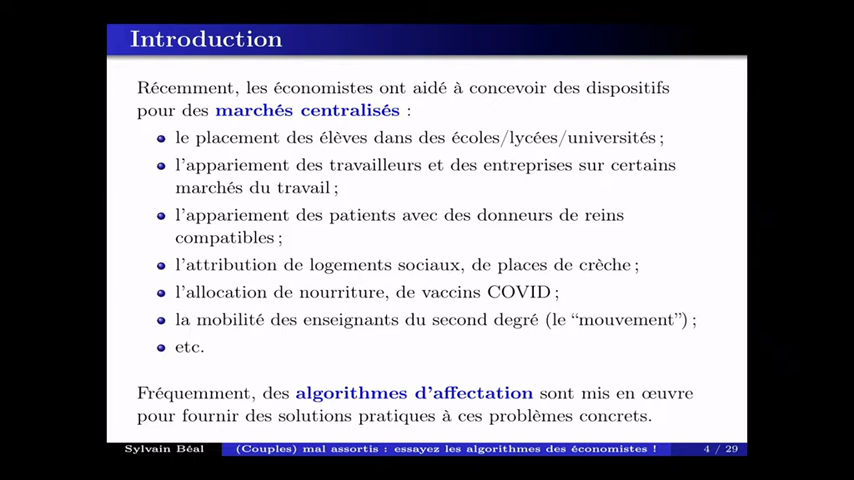 Introduction
Récemment, les économistes ont aidé à concevoir des dispositifs
pour des marchés centralisés :
le placement des élèves dans des écoles/lycées/universités ;
l'appariement des travailleurs et des entreprises sur certains
marchés du travail ;
l'appariement des patients avec des donneurs de reins
compatibles ;
l'attribution de logements sociaux, de places de crèche ;
l'allocation de nourriture, de vaccins COVID ;
la mobilité des enseignants du second degré (le “mouvement”) ;
etc.
Fréquemment, des algorithmes d'affectation sont mis en œuvre
pour fournir des solutions pratiques à ces problèmes concrets.
Sylvain Béal (Couples) mal assortis : essayez les algorithmes des économistes ! 4 / 29